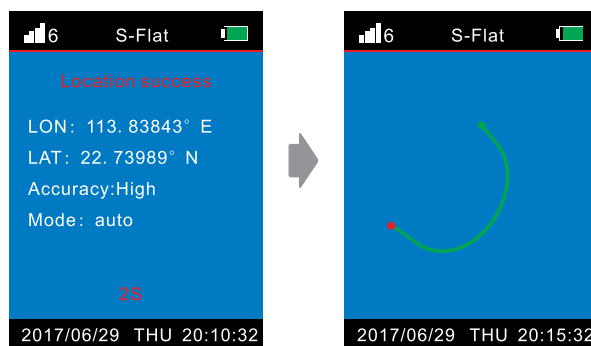 6 S-Flat
Location success
LON: 113.83843° E
LAT: 22.73989° N
Accuracy:High
Mode: auto
2S
2017/06/29 THU 20:10:32
6 S-Flat
2017/06/29 THU 20:15:32